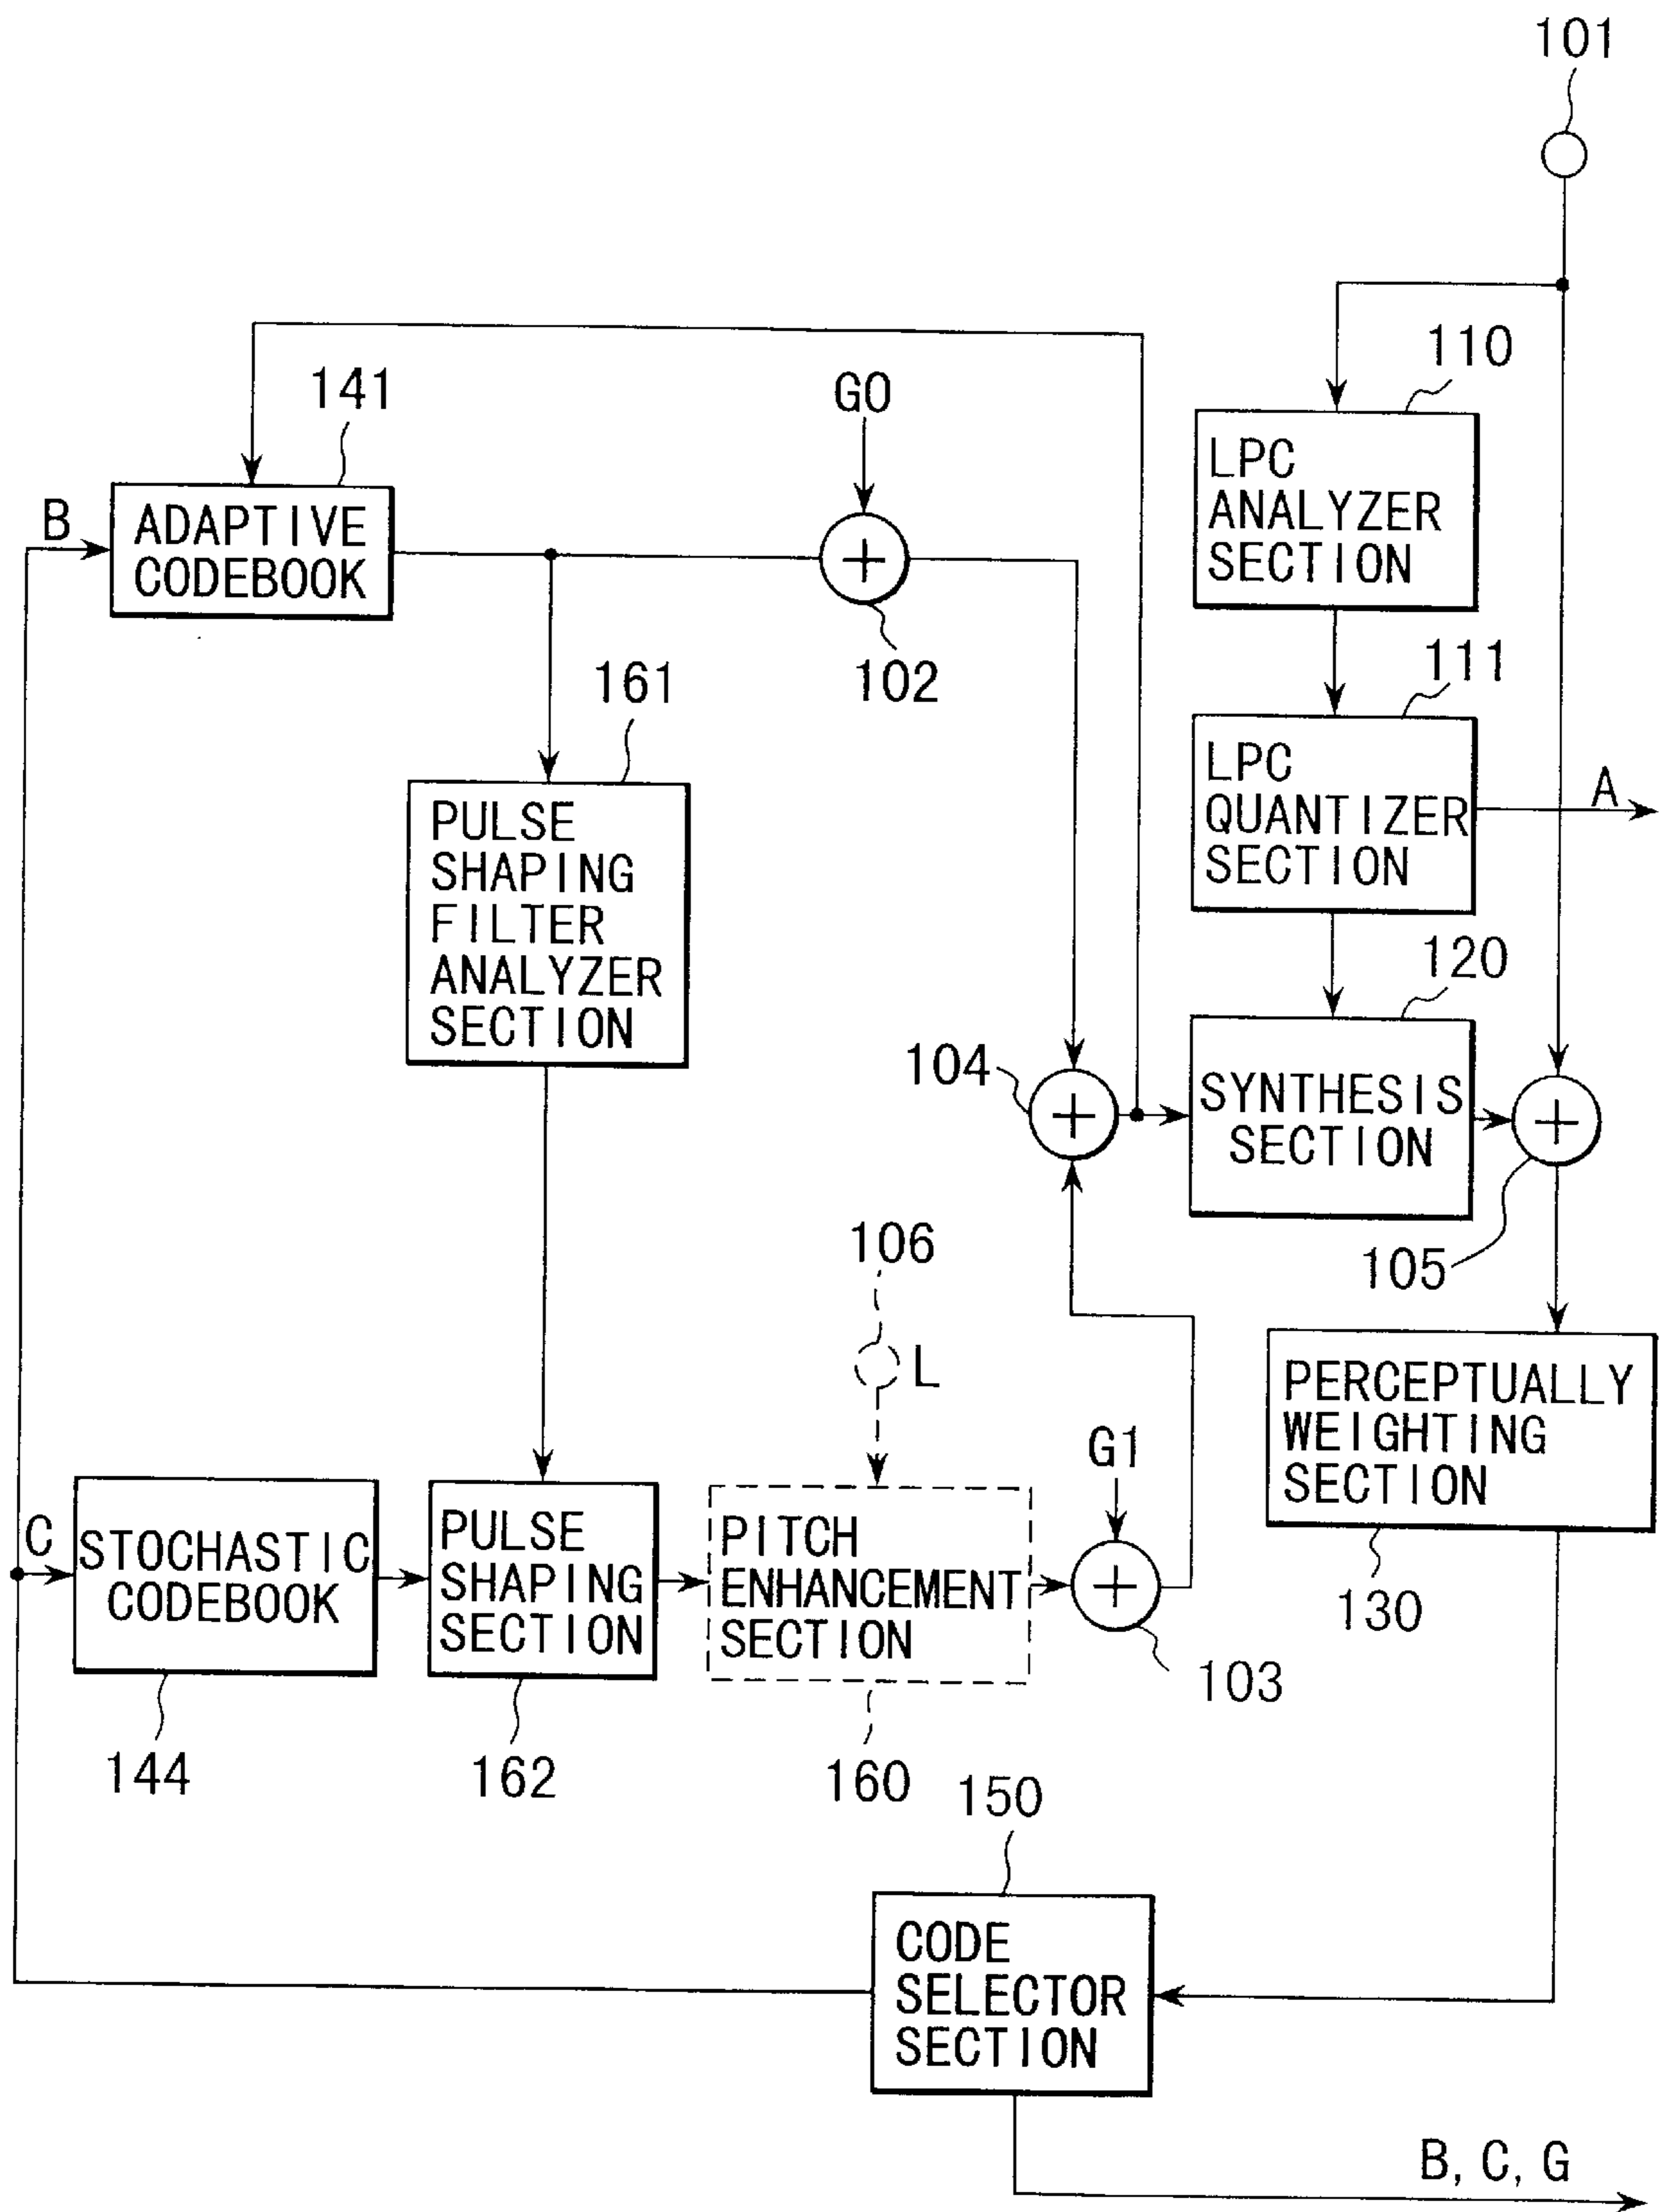 101
110
LPC
ANALYZER
SECTION
141
G0
B
ADAPTIVE
CODEBOOK
+
102
161
111
LPC
QUANTIZER
SECTION
A
PULSE
SHAPING
FILTER
ANALYZER
SECTION
120
104
+
SYNTHESIS
SECTION
+
105
106
L
G1
PERCEPTUALLY
WEIGHTING
SECTION
130
C
STOCHASTIC
CODEBOOK
PULSE
SHAPING
SECTION
PITCH
ENHANCEMENT
SECTION
+
103
144
162
160
150
CODE
SELECTOR
SECTION
B, C, G